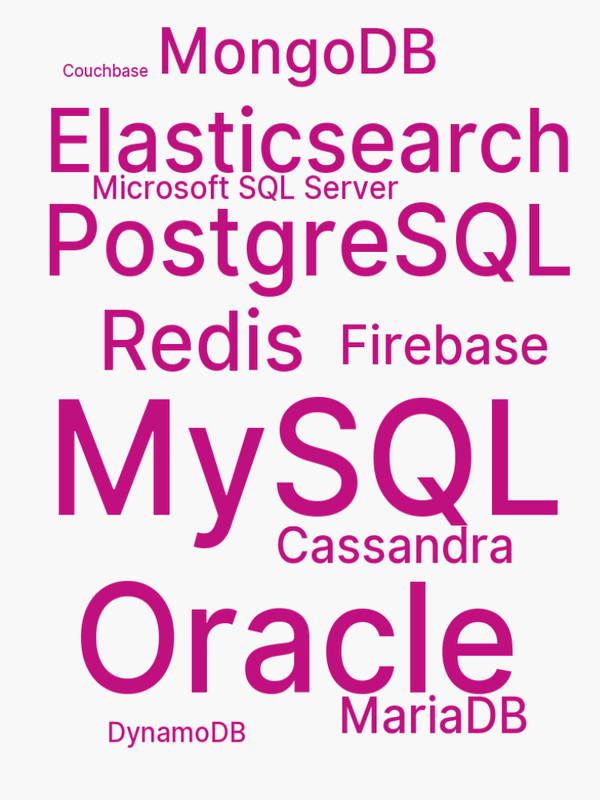 MongoDB
Couchbase
Elasticsearch
Microsoft SQL Server
PostgreSQL
Redis
Firebase
MySQL
Cassandra
Oracle
MariaDB
DynamoDB